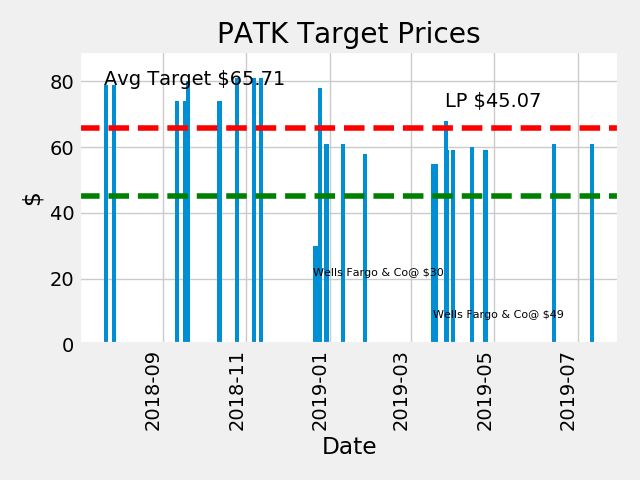 PATK Target Prices
Avg Target $65.71
LP $45.07
Wells Fargo & Co@ $30
Wells Fargo & Co@ $49
$
80
60
40
20
0
2018-09
2018-11
2019-01
2019-03
2019-05
2019-07
Date